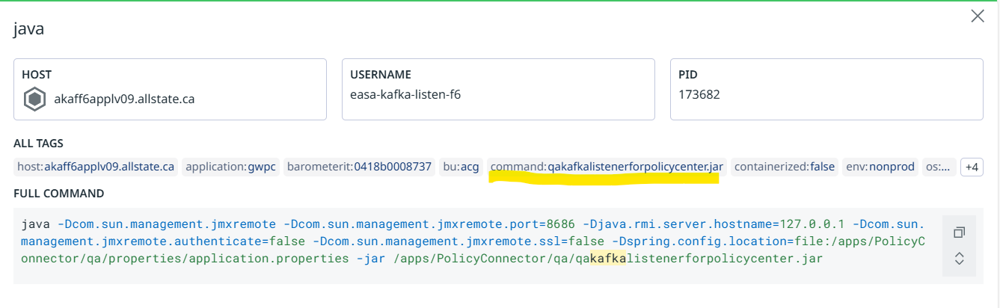 java
HOST
akaff6applv09.allstate.ca
USERNAME
easa-kafka-listen-f6
PID
173682
ALL TAGS
host:akaff6applv09.allstate.ca application:gwpc barometerit:0418b0008737 bu:acg command:qakafkalistenerforpolicycenter.jar containerized:false env:nonprod os:... +4
FULL COMMAND
java -Dcom.sun.management.jmxremote -Dcom.sun.management.jmxremote.port=8686 -Djava.rmi.server.hostname=127.0.0.1 -Dcom.sun.
management.jmxremote.authenticate=false -Dcom.sun.management.jmxremote.ssl=false -Dspring.config.location=file:/apps/PolicyC
onnector/qa/properties/application.properties -jar /apps/PolicyConnector/qa/qakafkalistenerforpolicycenter.jar